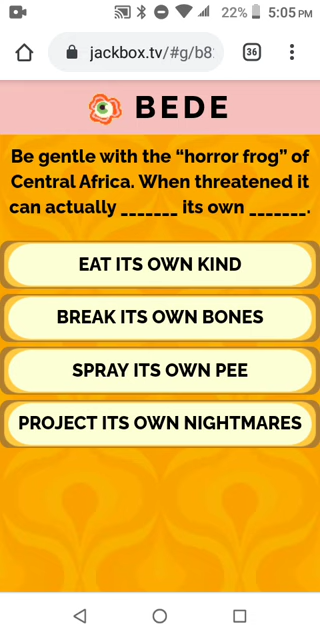 22% 5:05 PM
jackbox.tv/#g/b8
36
BEDE
Be gentle with the “horror frog” of
Central Africa. When threatened it
can actually _______ its own _______.
EAT ITS OWN KIND
BREAK ITS OWN BONES
SPRAY ITS OWN PEE
PROJECT ITS OWN NIGHTMARES